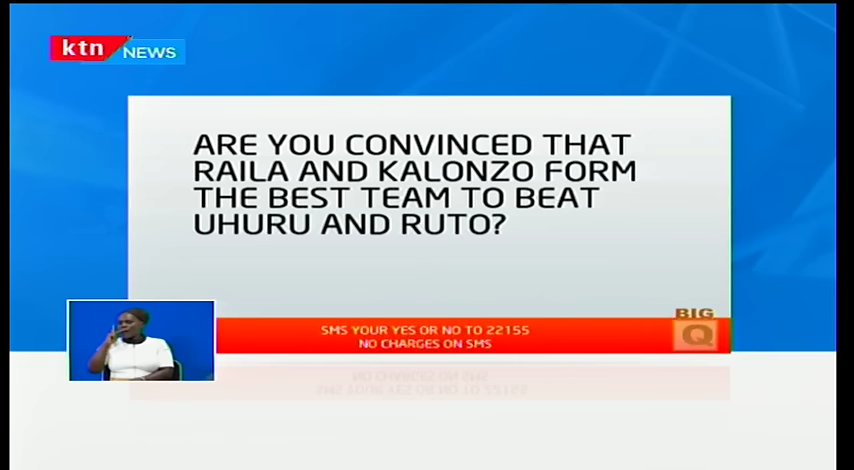 ktn NEWS
ARE YOU CONVINCED THAT
RAILA AND KALONZO FORM
THE BEST TEAM TO BEAT
UHURU AND RUTO?
BIG
Q
SMS YOUR YES OR NO TO 22155
NO CHARGES ON SMS